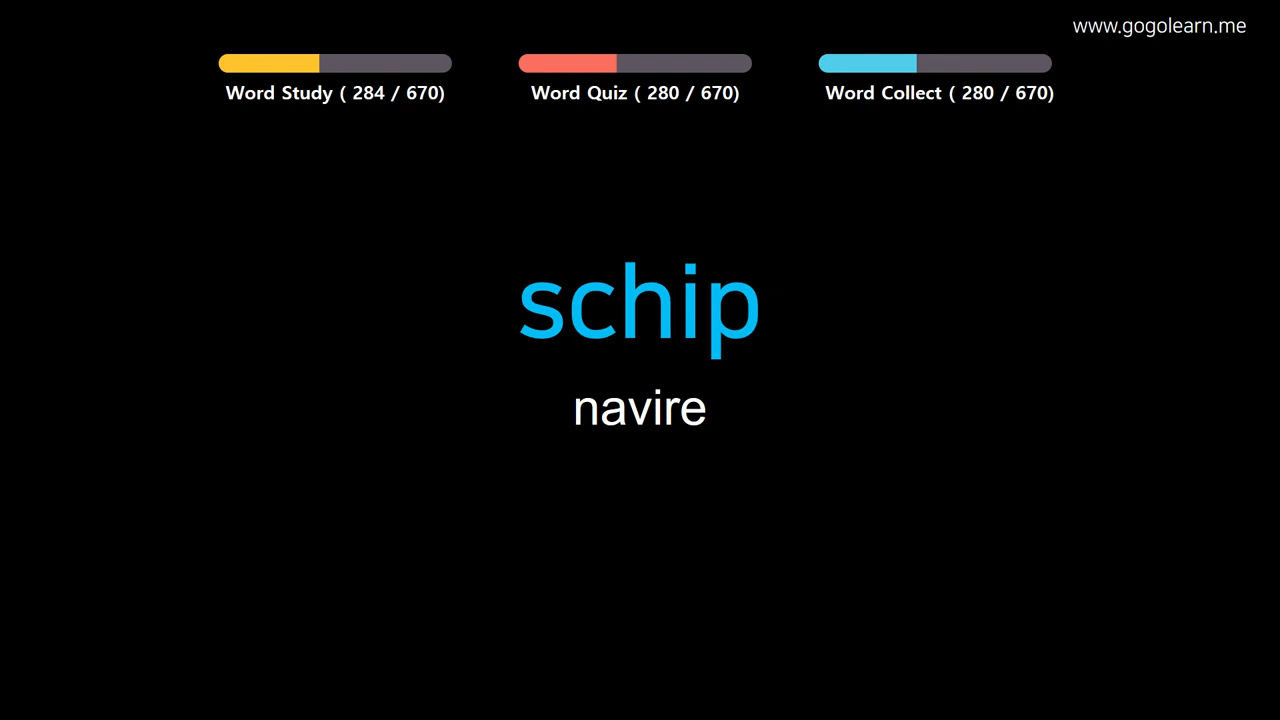 www.gogolearn.me
Word Study ( 284 / 670)
Word Quiz ( 280 / 670)
Word Collect ( 280 / 670)
schip
navire